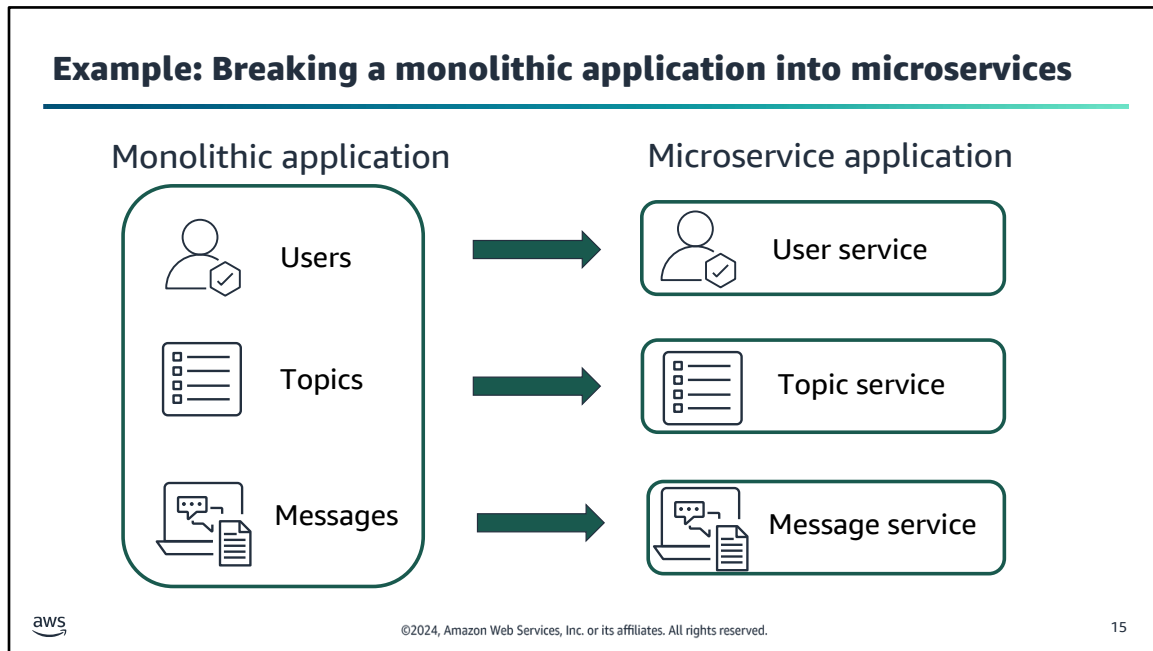 Example: Breaking a monolithic application into microservices
Monolithic application
Users
Topics
Messages
Microservice application
User service
Topic service
Message service
aws
©2024, Amazon Web Services, Inc. or its affiliates. All rights reserved.
15